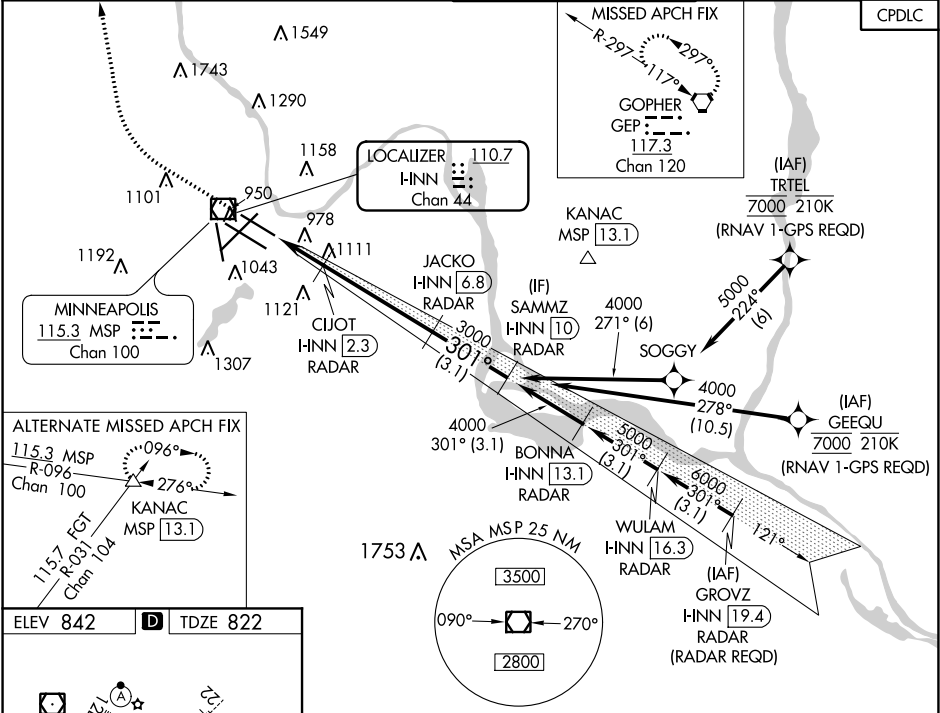 MISSED APCH FIX
R-297
117°
297°
GOPHER
GEP
117.3
Chan 120
CPDLC
1549
1743
1290
1158
1101
950
978
1111
1192
1043
1121
1307
LOCALIZER 110.7
I-INN
Chan 44
MINNEAPOLIS
115.3 MSP
Chan 100
KANAC
MSP 13.1
(IAF)
TRTEL
7000 210K
(RNAV 1-GPS REQD)
5000
224°
(6)
JACKO
I-INN 6.8
RADAR
(IF)
SAMMZ
I-INN 10
RADAR
4000
271° (6)
SOGGY
4000
278°
(10.5)
(IAF)
GEEQU
7000 210K
(RNAV 1-GPS REQD)
CIJOT
I-INN 2.3
RADAR
3000
301°
(3.1)
4000
301° (3.1)
BONNA
I-INN 13.1
RADAR
5000
301°
(3.1)
WULAM
I-INN 16.3
RADAR
6000
301°
(3.1)
121°
(IAF)
GROVZ
I-INN 19.4
RADAR
(RADAR REQD)
ALTERNATE MISSED APCH FIX
115.3 MSP
R-096
Chan 100
096°
276°
KANAC
MSP 13.1
115.7 FGT
R-031
Chan 104
1753
MSA MSP 25 NM
3500
090°
270°
2800
ELEV 842
D
TDZE 822
A
22